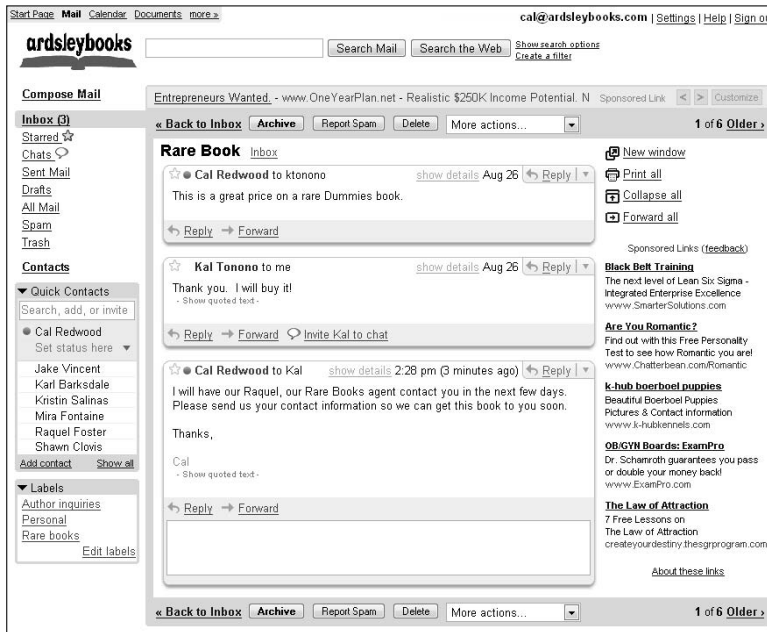 Start Page Mail Calendar Documents more »
cal@ardsleybooks.com | Settings | Help | Sign ou
ardsleybooks
Search Mail Search the Web Show search options
Create a filter
Compose Mail
Inbox (3)
Starred
Chats
Sent Mail
Drafts
All Mail
Spam
Trash
Contacts
Quick Contacts
Search, add, or invite
Cal Redwood
Set status here
Jake Vincent
Karl Barksdale
Kristin Salinas
Mira Fontaine
Raquel Foster
Shawn Clovis
Add contact Show all
Labels
Author inquiries
Personal
Rare books
Edit labels
Entrepreneurs Wanted. - www.OneYearPlan.net - Realistic $250K Income Potential. N Sponsored Link < > Customize
« Back to Inbox Archive Report Spam Delete More actions... 1 of 6 Older ›
Rare Book Inbox
Cal Redwood to ktonono show details Aug 26 Reply
This is a great price on a rare Dummies book.
Reply Forward
Kal Tonono to me show details Aug 26 Reply
Thank you. I will buy it!
- Show quoted text -
Reply Forward Invite Kal to chat
Cal Redwood to Kal show details 2:28 pm (3 minutes ago) Reply
I will have our Raquel, our Rare Books agent contact you in the next few days.
Please send us your contact information so we can get this book to you soon.
Thanks,
Cal
- Show quoted text -
Reply Forward
New window
Print all
Collapse all
Forward all
Sponsored Links (feedback)
Black Belt Training
The next level of Lean Six Sigma -
Integrated Enterprise Excellence
www.SmarterSolutions.com
Are You Romantic?
Find out with this Free Personality
Test to see how Romantic you are!
www.Chatterbean.com/Romantic
k-hub boerboel puppies
Beautiful Boerboel Puppies
Pictures & Contact information
www.k-hubkennels.com
OB/GYN Boards: ExamPro
Dr. Schamroth guarantees you pass
or double your money back!
www.ExamPro.com
The Law of Attraction
7 Free Lessons on
The Law of Attraction
createyourdestiny.thesgrprogram.com
About these links
« Back to Inbox Archive Report Spam Delete More actions... 1 of 6 Older ›